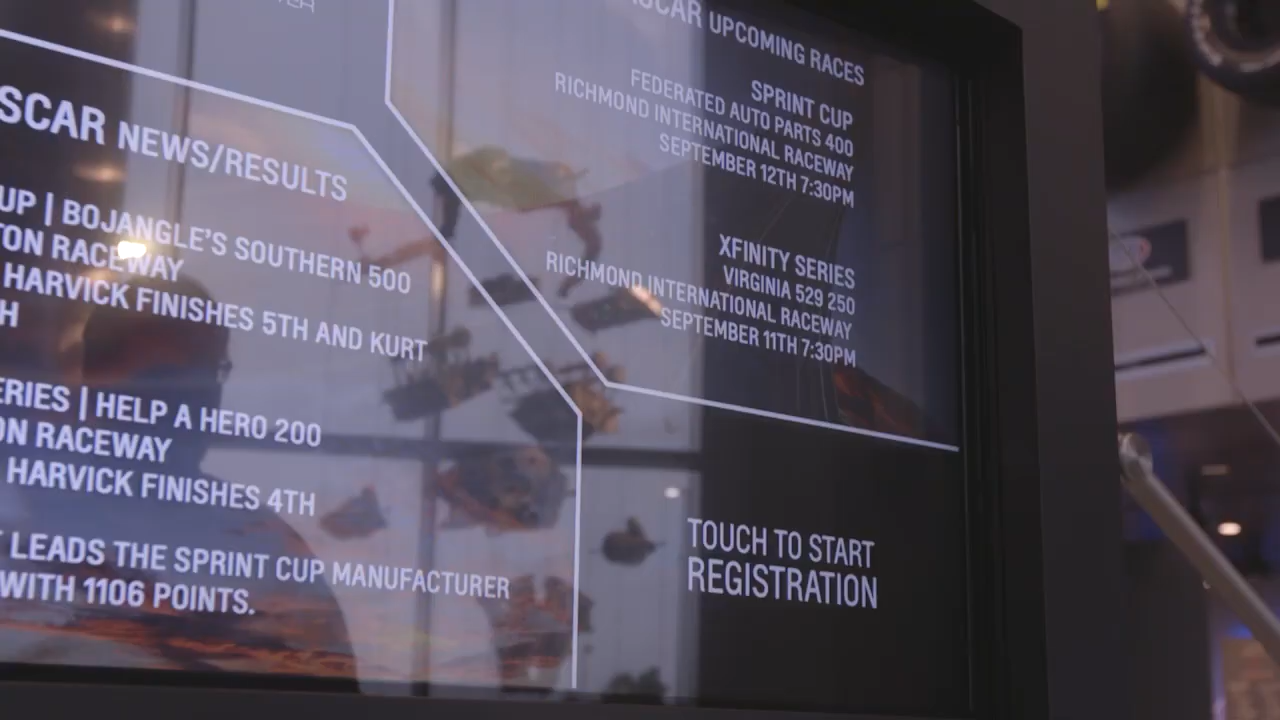 SCAR NEWS/RESULTS
UP | BOJANGLE'S SOUTHERN 500
TON RACEWAY
HARVICK FINISHES 5TH AND KURT
H
ERIES | HELP A HERO 200
ON RACEWAY
HARVICK FINISHES 4TH
LEADS THE SPRINT CUP MANUFACTURER
WITH 1106 POINTS.
SCAR UPCOMING RACES
SPRINT CUP
FEDERATED AUTO PARTS 400
RICHMOND INTERNATIONAL RACEWAY
SEPTEMBER 12TH 7:30PM
XFINITY SERIES
VIRGINIA 529 250
RICHMOND INTERNATIONAL RACEWAY
SEPTEMBER 11TH 7:30PM
TOUCH TO START
REGISTRATION